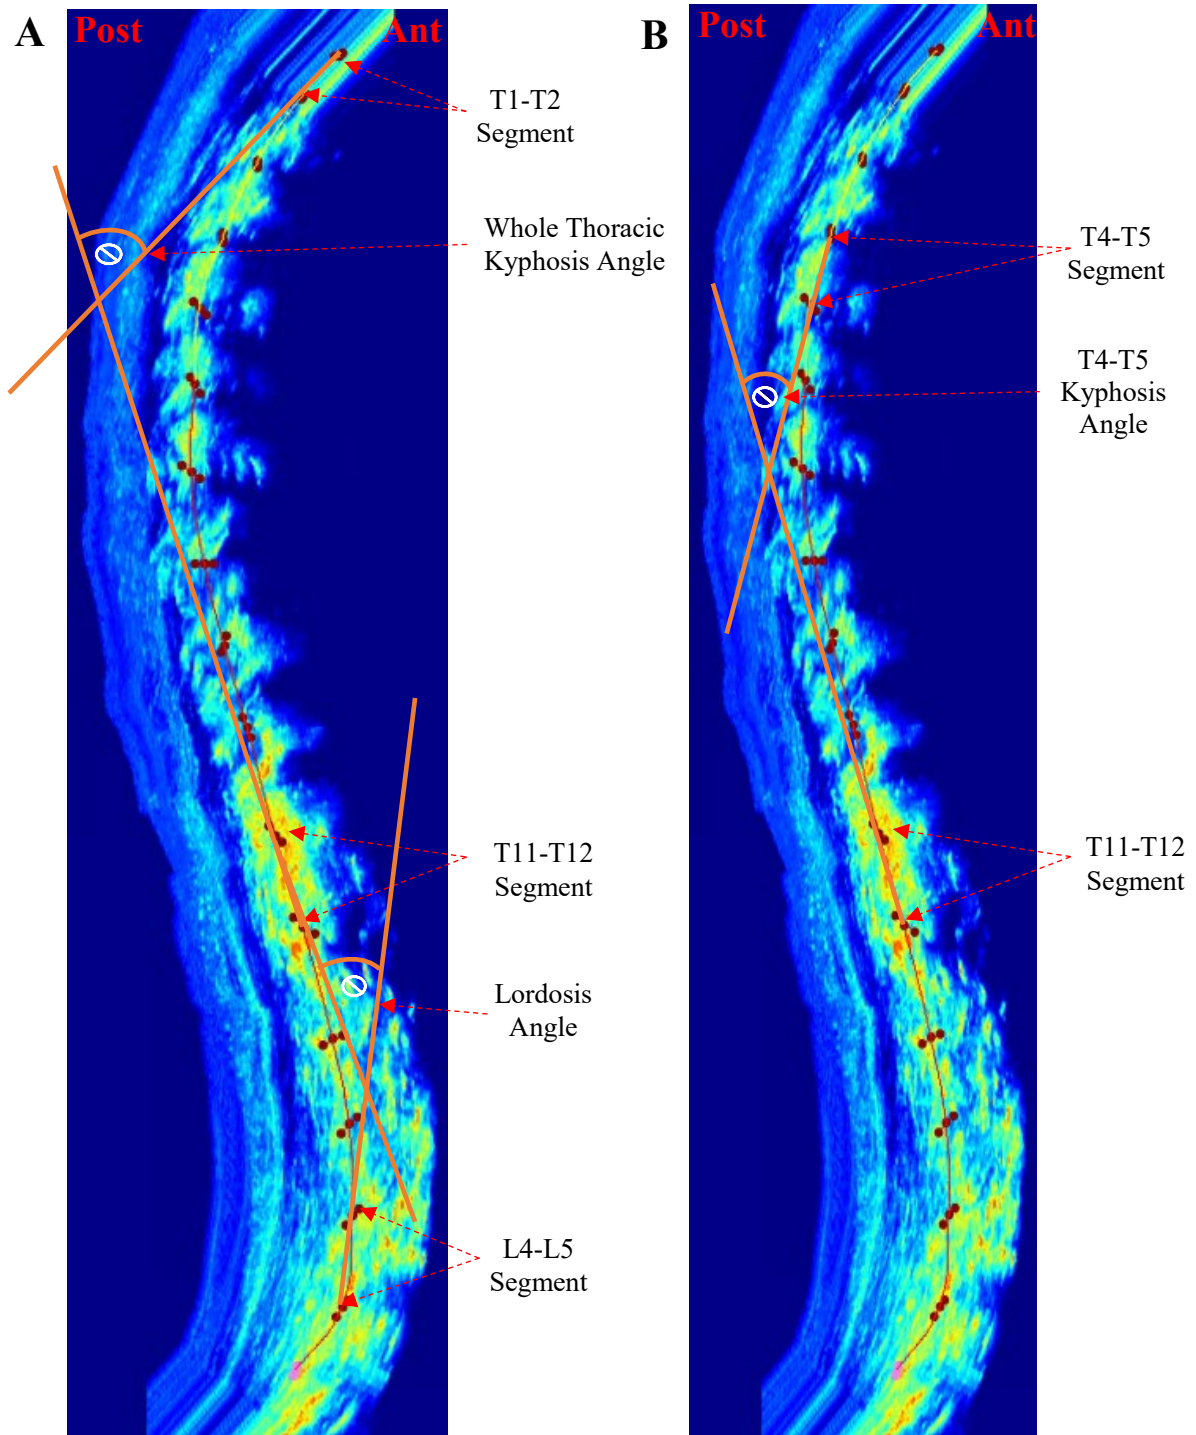 A
Post
Ant
T1-T2
Segment
Whole Thoracic
Kyphosis Angle
T11-T12
Segment
Lordosis
Angle
L4-L5
Segment
B
Post
Ant
T4-T5
Segment
T4-T5
Kyphosis
Angle
T11-T12
Segment